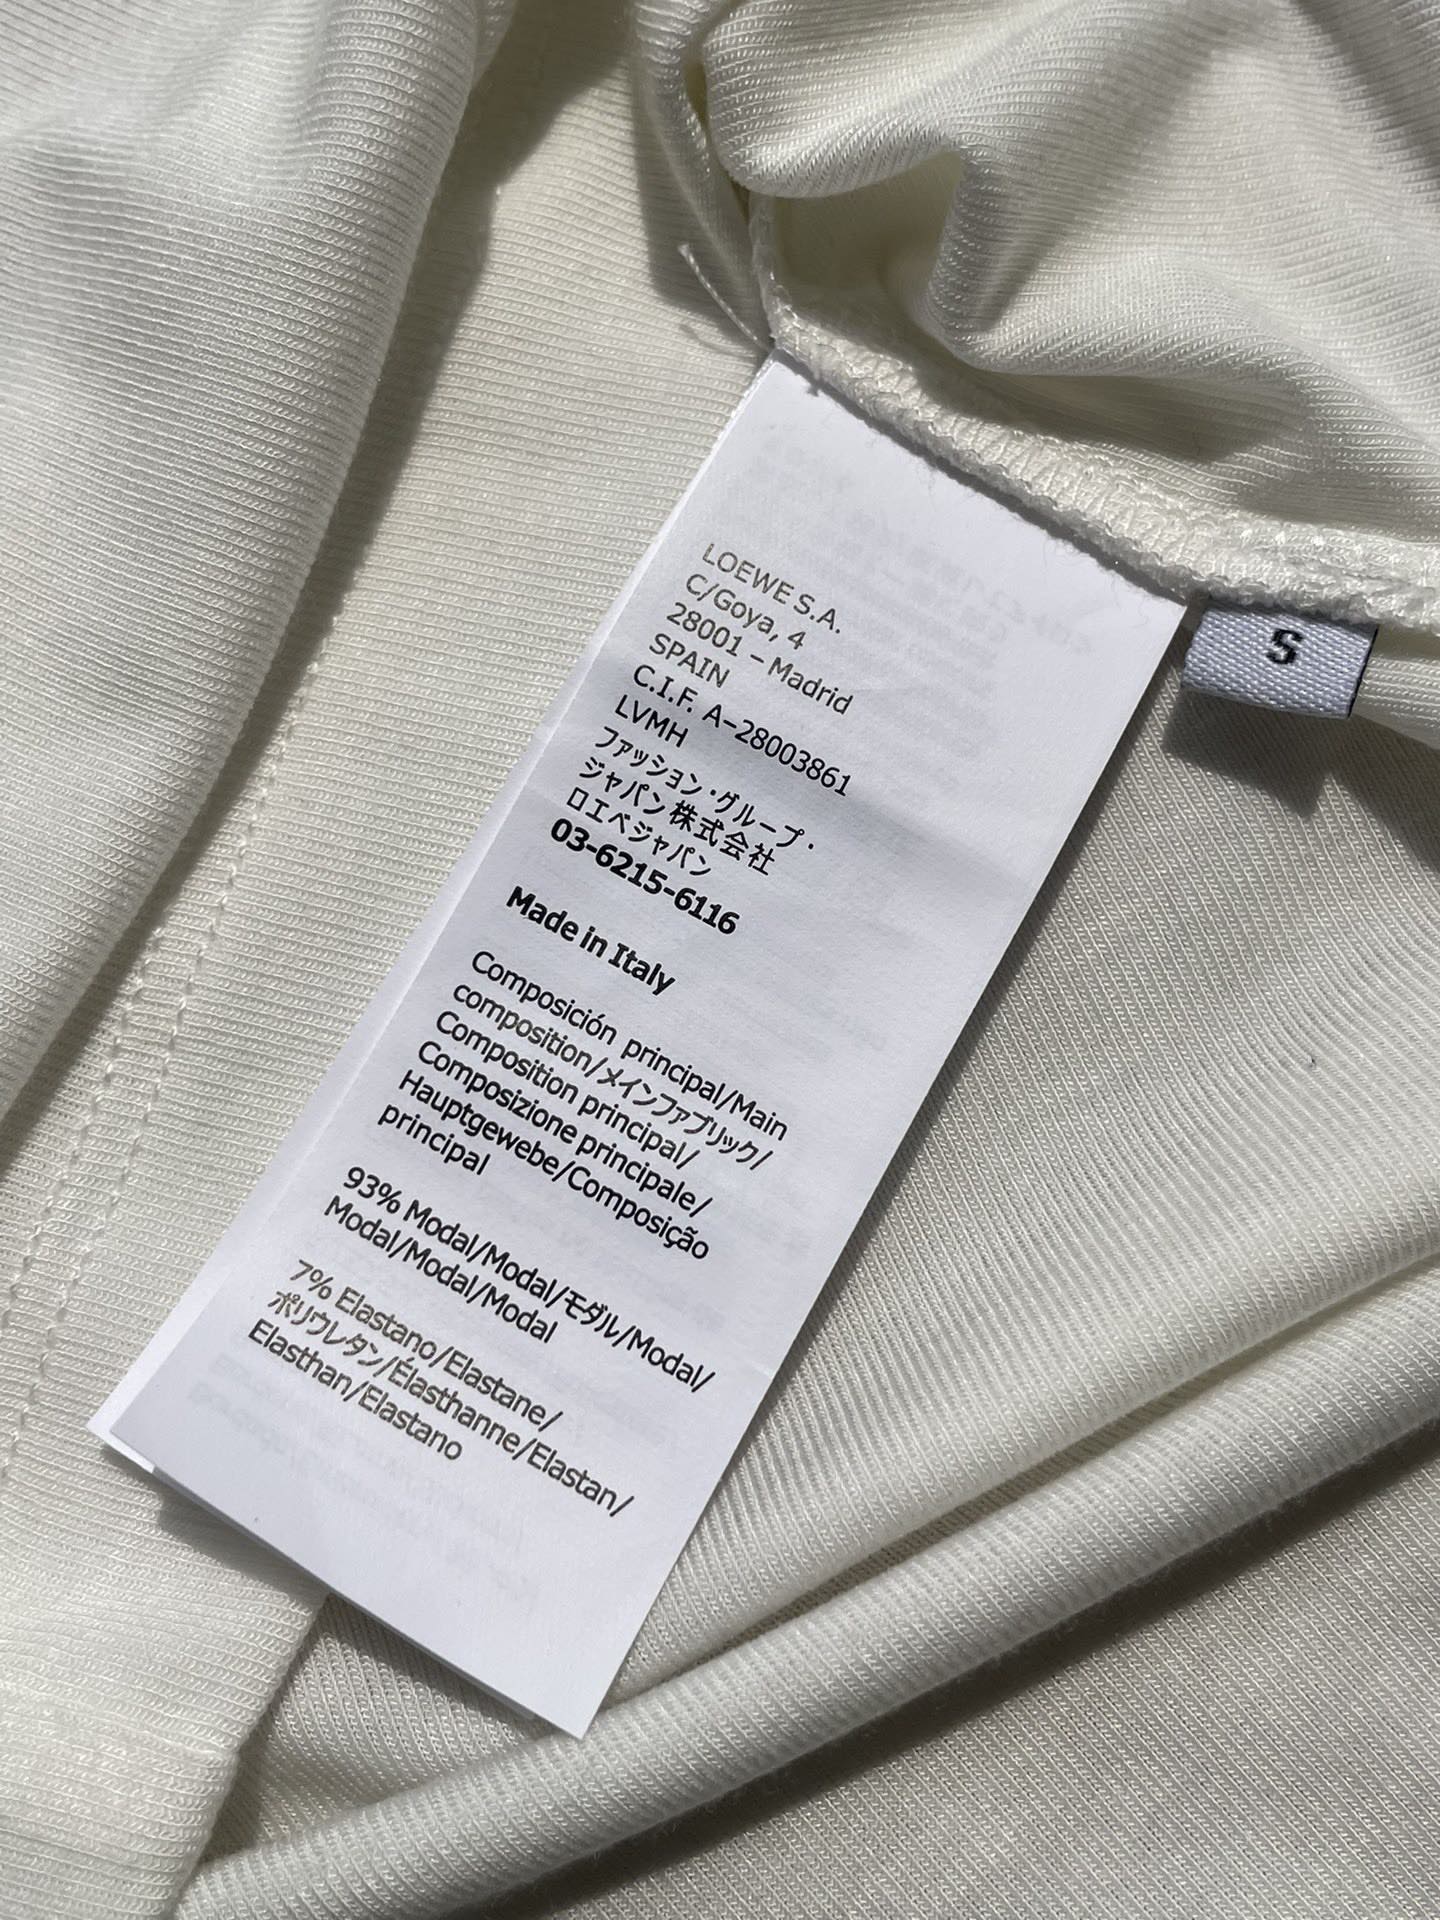 LOEWE S.A.
C/Goya, 4
28001 – Madrid
SPAIN
C.I.F. A-28003861
LVMH
ファッション・グループ・
ジャパン株式会社
ロエベジャパン
03-6215-6116
Made in Italy
Composición principal/Main
composition/メインファブリック/
Composition principal/
Composizione principale/
Hauptgewebe/Composição
principal
93% Modal/Modal/モダル/Modal/
Modal/Modal/Modal
7% Elastano/Elastane/
ポリウレタン/Élasthanne/Elastan/
Elasthan/Elastano
S